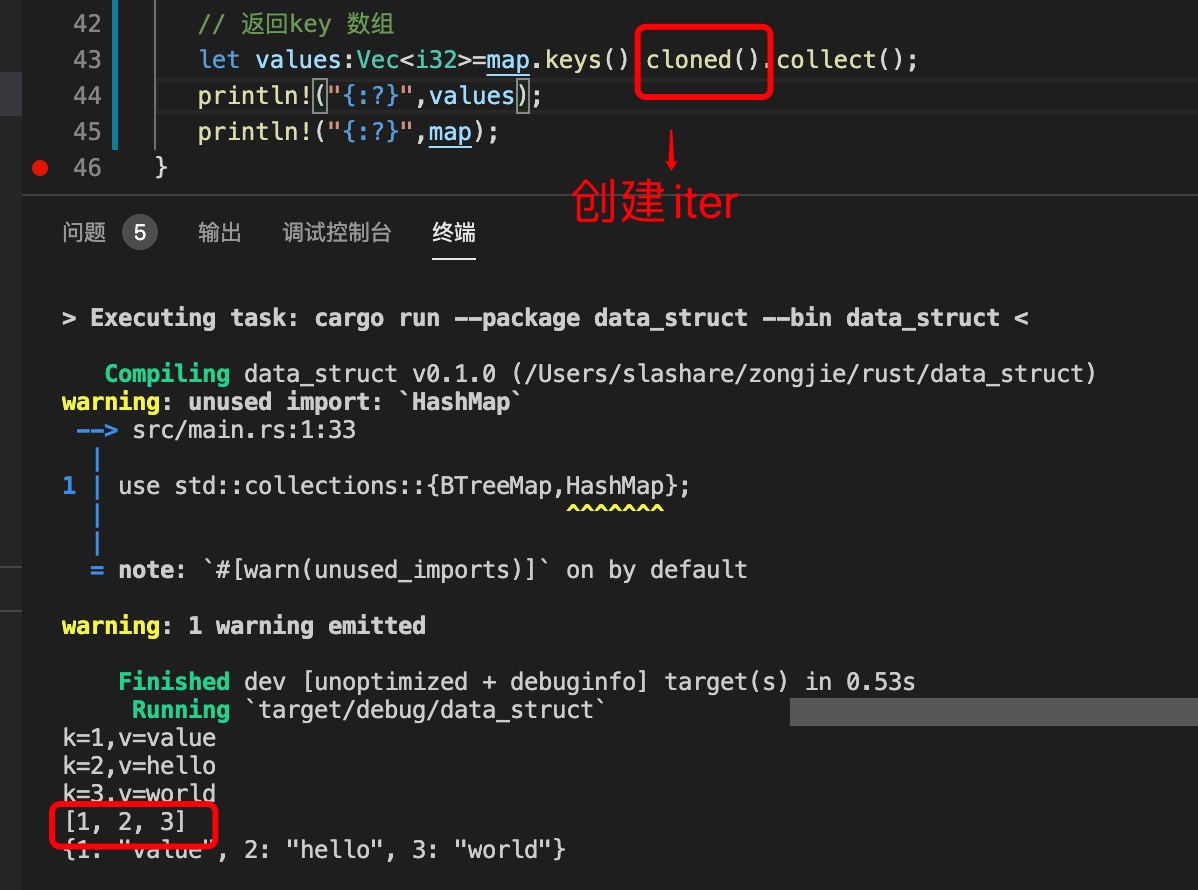 42 // 返回key 数组
43 let values:Vec<i32>=map.keys().cloned().collect();
44 println!("{:?}",values);
45 println!("{:?}",map);
46 }
创建iter
问题 5 输出 调试控制台 终端
> Executing task: cargo run --package data_struct --bin data_struct <
Compiling data_struct v0.1.0 (/Users/slashare/zongjie/rust/data_struct)
warning: unused import: `HashMap`
--> src/main.rs:1:33
|
1 | use std::collections::{BTreeMap,HashMap};
| ^^^^^^^
|
= note: `#[warn(unused_imports)]` on by default
warning: 1 warning emitted
Finished dev [unoptimized + debuginfo] target(s) in 0.53s
Running `target/debug/data_struct`
k=1,v=value
k=2,v=hello
k=3,v=world
[1, 2, 3]
{1: "value", 2: "hello", 3: "world"}